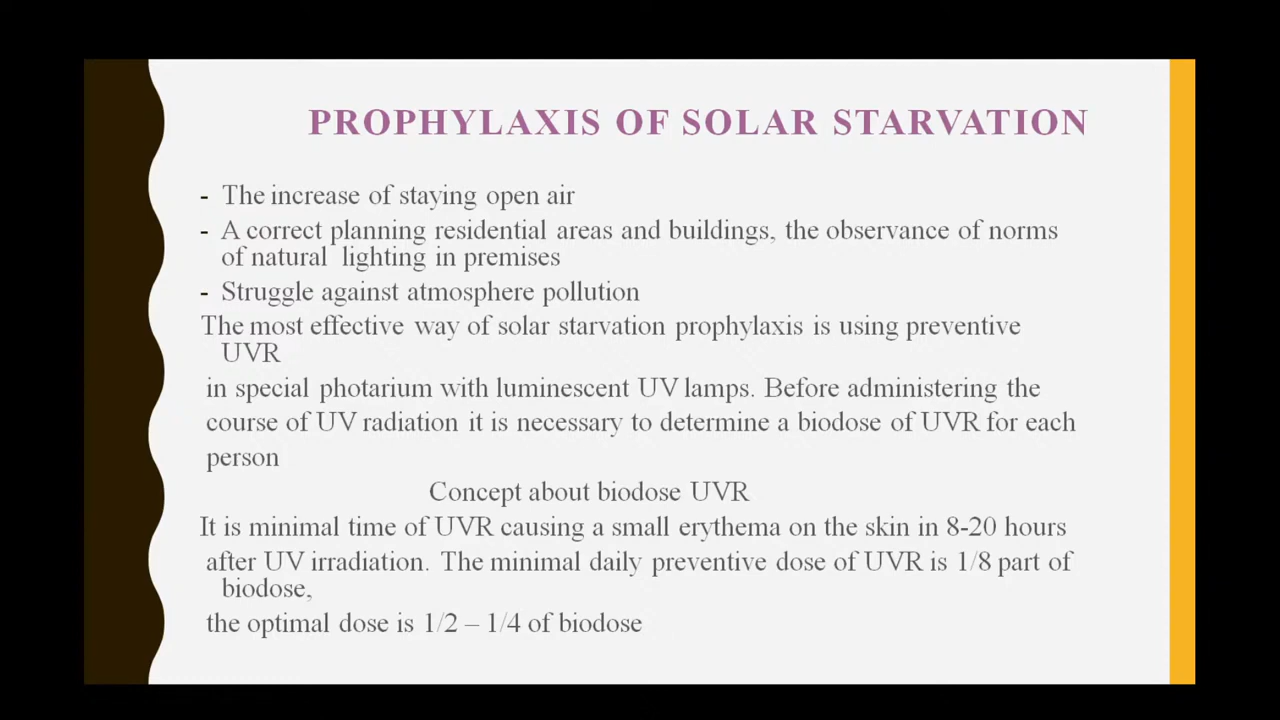 PROPHYLAXIS OF SOLAR STARVATION
- The increase of staying open air
- A correct planning residential areas and buildings, the observance of norms
of natural lighting in premises
- Struggle against atmosphere pollution
The most effective way of solar starvation prophylaxis is using preventive
UVR
in special photarium with luminescent UV lamps. Before administering the
course of UV radiation it is necessary to determine a biodose of UVR for each
person
Concept about biodose UVR
It is minimal time of UVR causing a small erythema on the skin in 8-20 hours
after UV irradiation. The minimal daily preventive dose of UVR is 1/8 part of
biodose,
the optimal dose is 1/2 – 1/4 of biodose